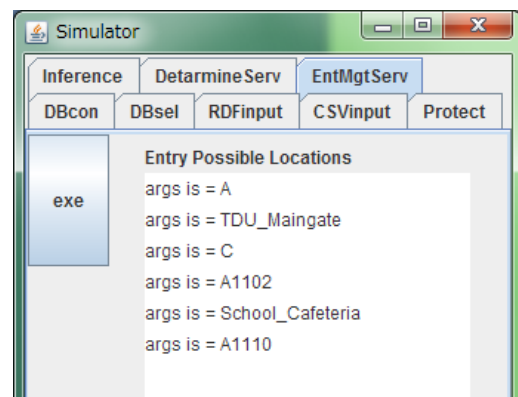 Simulator
Inference DetarmineServ EntMgtServ
DBcon DBsel RDFinput CSVinput Protect
exe
Entry Possible Locations
args is = A
args is = TDU_Maingate
args is = C
args is = A1102
args is = School_Cafeteria
args is = A1110